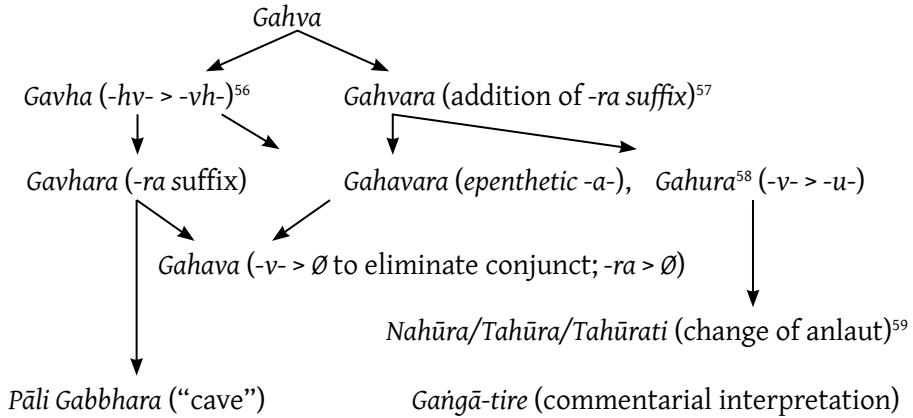 Gahva
Gavha (-hv- > -vh-)⁵⁶ Gahvara (addition of -ra suffix)⁵⁷
Gavhara (-ra suffix) Gahavara (epenthetic -a-), Gahura⁵⁸ (-v- > -u-)
Gahava (-v- > Ø to eliminate conjunct; -ra > Ø)
Nahūra/Tahūra/Tahūrati (change of anlaut)⁵⁹
Pāli Gabbhara (“cave”) Gaṅgā-tire (commentarial interpretation)